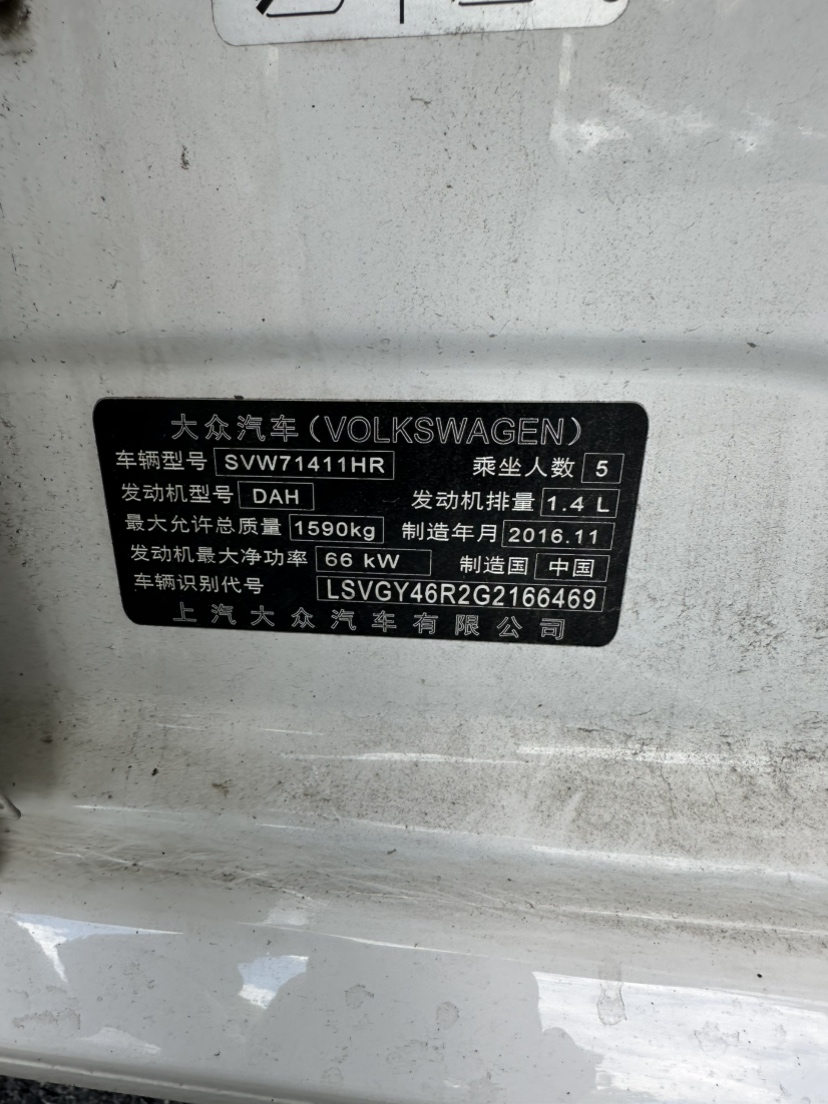 大众汽车(VOLKSWAGEN)
车辆型号 SVW71411HR 乘坐人数 5
发动机型号 DAH 发动机排量 1.4 L
最大允许总质量 1590kg 制造年月 2016.11
发动机最大净功率 66 kW 制造国 中国
车辆识别代号 LSVGY46R2G2166469
上汽大众汽车有限公司